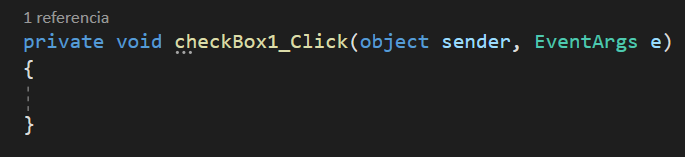 1 referencia
private void checkBox1_Click(object sender, EventArgs e)
{
}